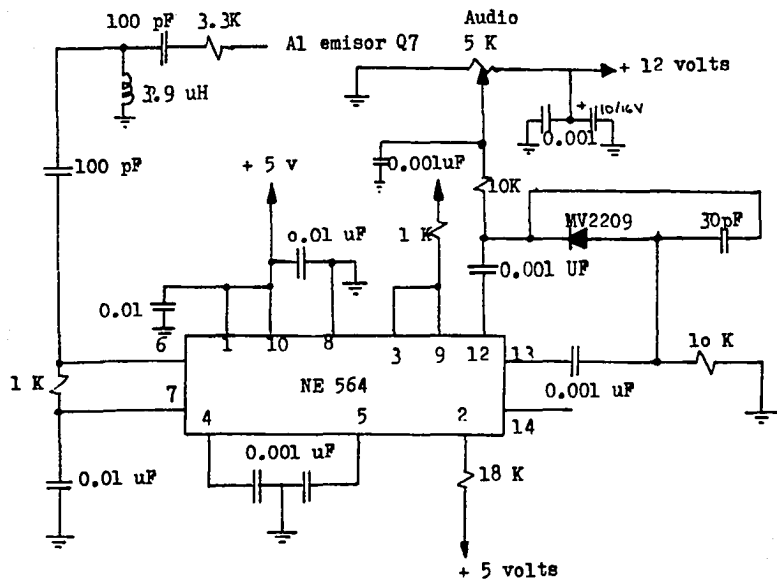 100 pF
3.3K
Al emisor Q7
Audio
5 K
+ 12 volts
3.9 uH
+
10/16V
0.001
100 pF
+ 5 v
0.001uF
10K
1 K
MV2209
30pF
0.01 uF
0.001 UF
0.01
6
1
10
8
3
9
12
13
10 K
1 K
7
NE 564
0.001 uF
4
5
2
14
0.01 uF
0.001 uF
18 K
+ 5 volts